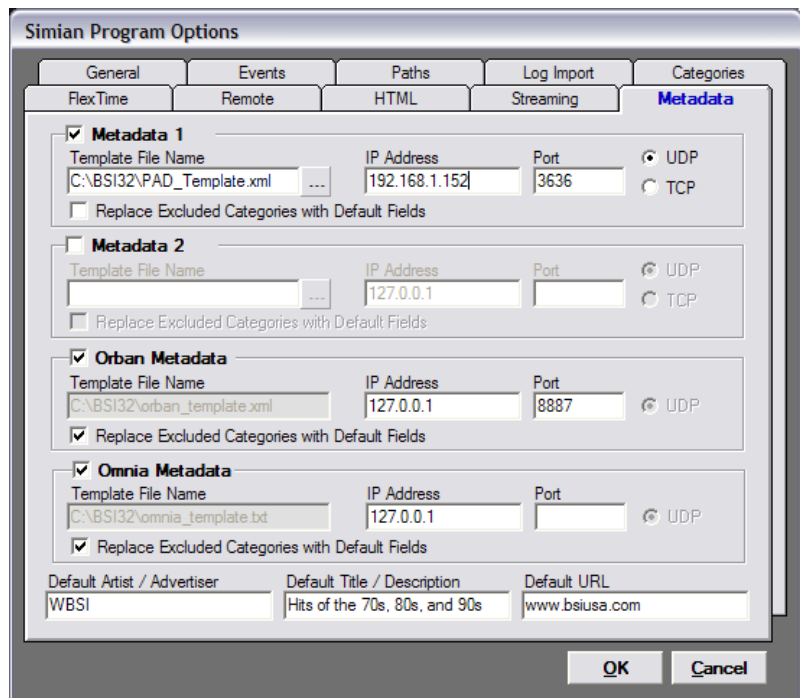 Simian Program Options
General Events Paths Log Import Categories
FlexTime Remote HTML Streaming Metadata
Metadata 1
Template File Name IP Address Port
C:\BSI32\PAD_Template.xml ... 192.168.1.152 3636
UDP
TCP
Replace Excluded Categories with Default Fields
Metadata 2
Template File Name IP Address Port
... 127.0.0.1
UDP
TCP
Replace Excluded Categories with Default Fields
Orban Metadata
Template File Name IP Address Port
C:\BSI32\orban_template.xml 127.0.0.1 8887 UDP
Replace Excluded Categories with Default Fields
Omnia Metadata
Template File Name IP Address Port
C:\BSI32\omnia_template.txt 127.0.0.1 UDP
Replace Excluded Categories with Default Fields
Default Artist / Advertiser Default Title / Description Default URL
WBSI Hits of the 70s, 80s, and 90s www.bsiusa.com
OK Cancel